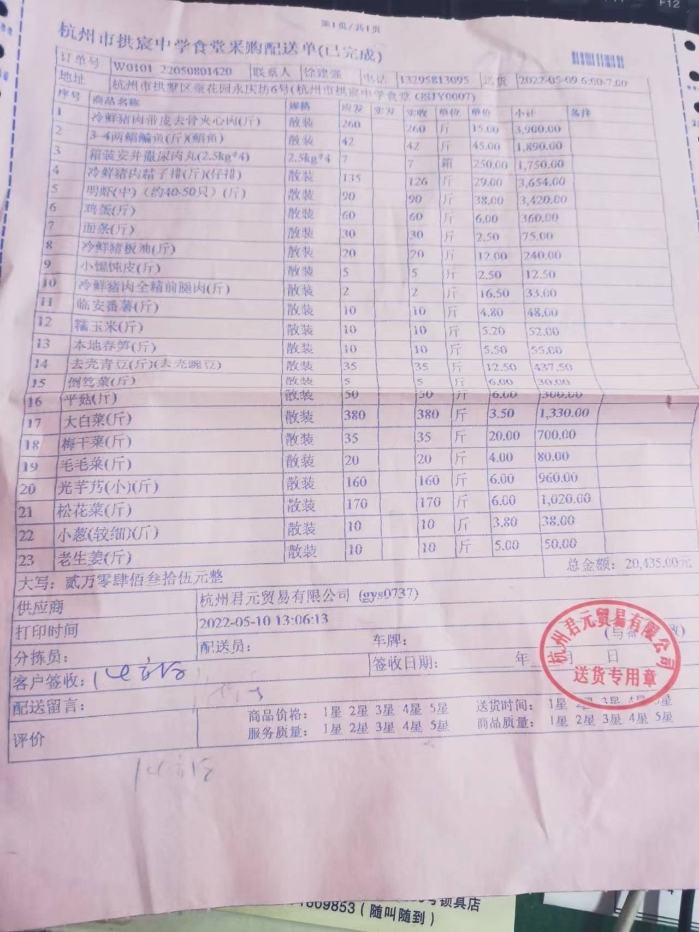 第1页/共1页
杭州市拱宸中学食堂采购配送单(已完成)
订单号 W0101_22050801420 联系人 徐建强 电话 13295813095 送货 2022-05-09 6:00-7:00
地址 杭州市拱墅区蚕花园永庆坊6号(杭州市拱宸中学食堂
序号 商品名称 规格 应发 实发 实收 单位 单价 小计 备注
1 冷鲜猪肉带皮去骨夹心肉(斤) 散装 260 260 斤 15.00 3,900.00
2 3-4两鳊鱼(斤)(鲳鱼) 散装 42 42 斤 45.00 1,890.00
3 箱装安井撒尿肉丸(2.5kg*4) 2.5kg*4 7 7 箱 250.00 1,750.00
4 冷鲜猪肉精子排(斤)(仔排) 散装 135 126 斤 29.00 3,654.00
5 明虾(中)（约40-50只）(斤) 散装 90 90 斤 38.00 3,420.00
6 鸡蛋(斤) 散装 60 60 斤 6.00 360.00
7 面条(斤) 散装 30 30 斤 2.50 75.00
8 冷鲜猪板油(斤) 散装 20 20 斤 12.00 240.00
9 小馄饨皮(斤) 散装 5 5 斤 2.50 12.50
10 冷鲜猪肉全精前腿肉(斤) 散装 2 2 斤 16.50 33.00
11 临安番薯(斤) 散装 10 10 斤 4.80 48.00
12 糯玉米(斤) 散装 10 10 斤 5.20 52.00
13 本地春笋(斤) 散装 10 10 斤 5.50 55.00
14 去壳青豆(斤)(去壳豌豆) 散装 35 35 斤 12.50 437.50
15 倒笃菜(斤) 散装 5 5 斤 6.00 30.00
16 平菇(斤) 散装 50 50 斤 6.00 300.00
17 大白菜(斤) 散装 380 380 斤 3.50 1,330.00
18 梅干菜(斤) 散装 35 35 斤 20.00 700.00
19 毛毛菜(斤) 散装 20 20 斤 4.00 80.00
20 光芋艿(小)(斤) 散装 160 160 斤 6.00 960.00
21 松花菜(斤) 散装 170 170 斤 6.00 1,020.00
22 小葱(较细)(斤) 散装 10 10 斤 3.80 38.00
23 老生姜(斤) 散装 10 10 斤 5.00 50.00
总金额：20,435.00元
大写：贰万零肆佰叁拾伍元整
供应商 杭州君元贸易有限公司 (gys0737)
打印时间 2022-05-10 13:06:13
分拣员： 配送员： 车牌：
客户签收： 签收日期： 年 日
杭州君元贸易有限公司
送货专用章
配送留言：
评价 商品价格： 1星 2星 3星 4星 5星 送货时间： 1星 2星 3星 4星 5星
服务质量： 1星 2星 3星 4星 5星 商品质量： 1星 2星 3星 4星 5星
号锁具店
1809853（随叫随到）
F12